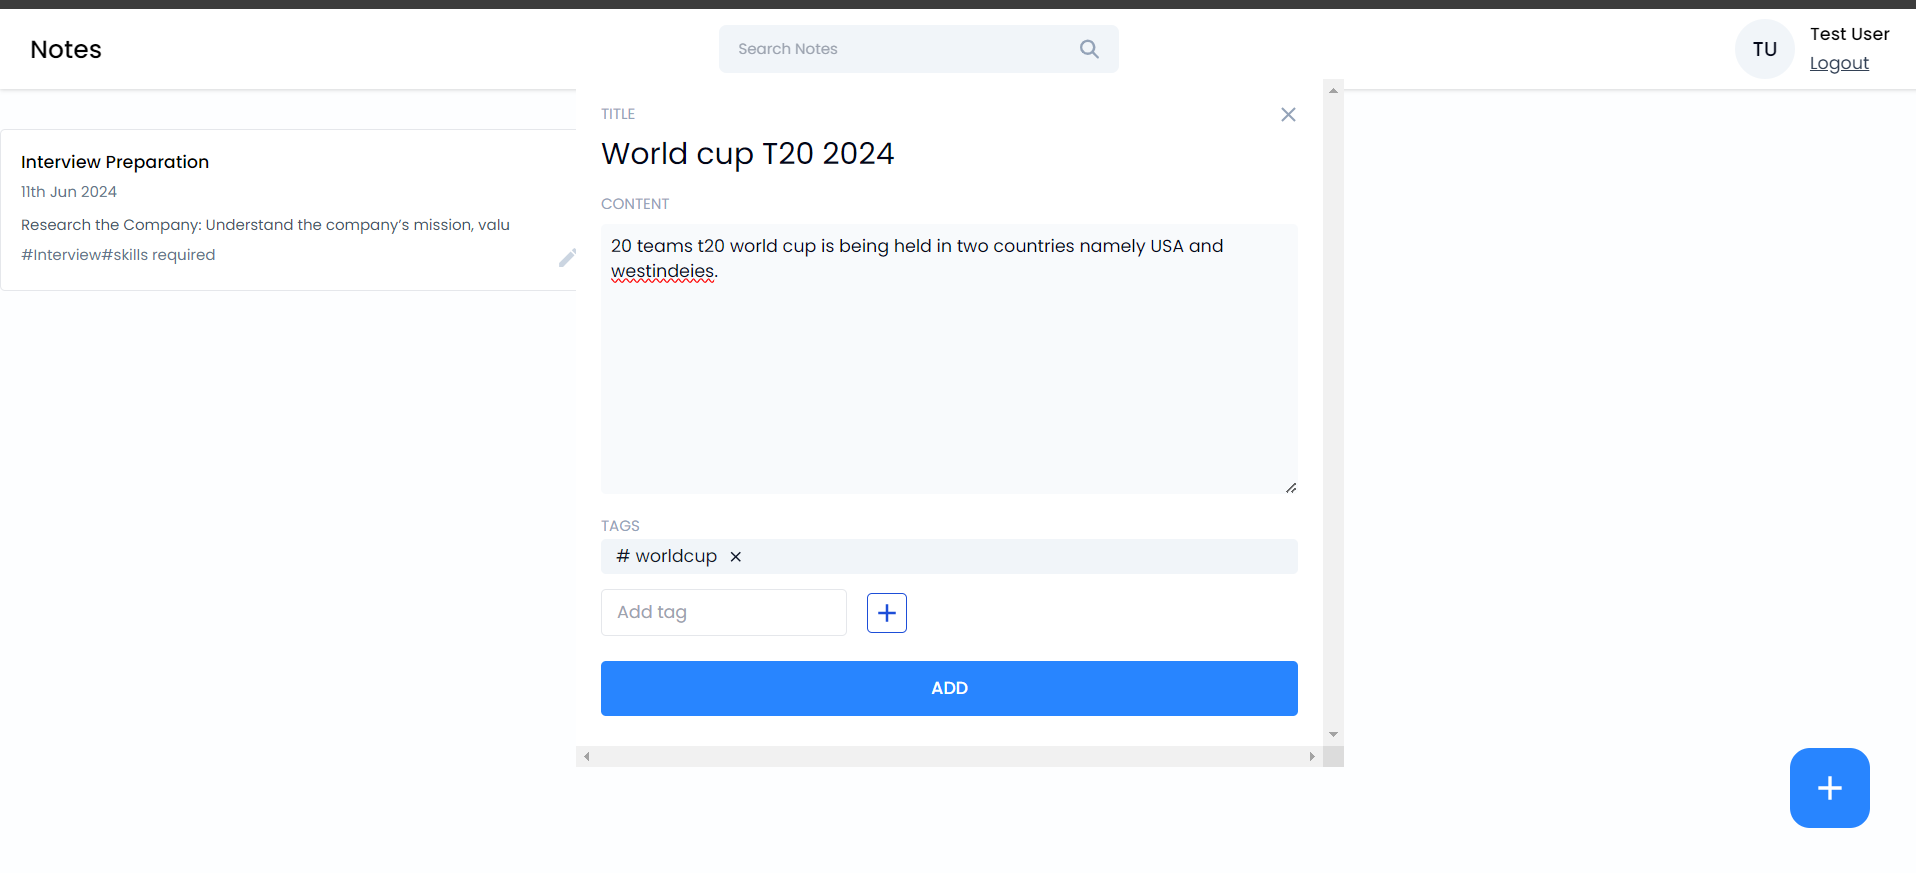 Notes
Search Notes
TU
Test User
Logout
Interview Preparation
11th Jun 2024
Research the Company: Understand the company's mission, valu
#Interview#skills required
TITLE
World cup T20 2024
CONTENT
20 teams t20 world cup is being held in two countries namely USA and
westindeies.
TAGS
# worldcup
Add tag
ADD